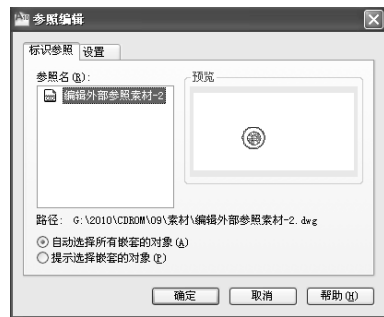 参照编辑
标识参照 设置
参照名(R):
预览
编辑外部参照素材-2
路径: G:\2010\CDROM\09\素材\编辑外部参照素材-2.dwg
自动选择所有嵌套的对象(A)
提示选择嵌套的对象(P)
确定 取消 帮助(H)